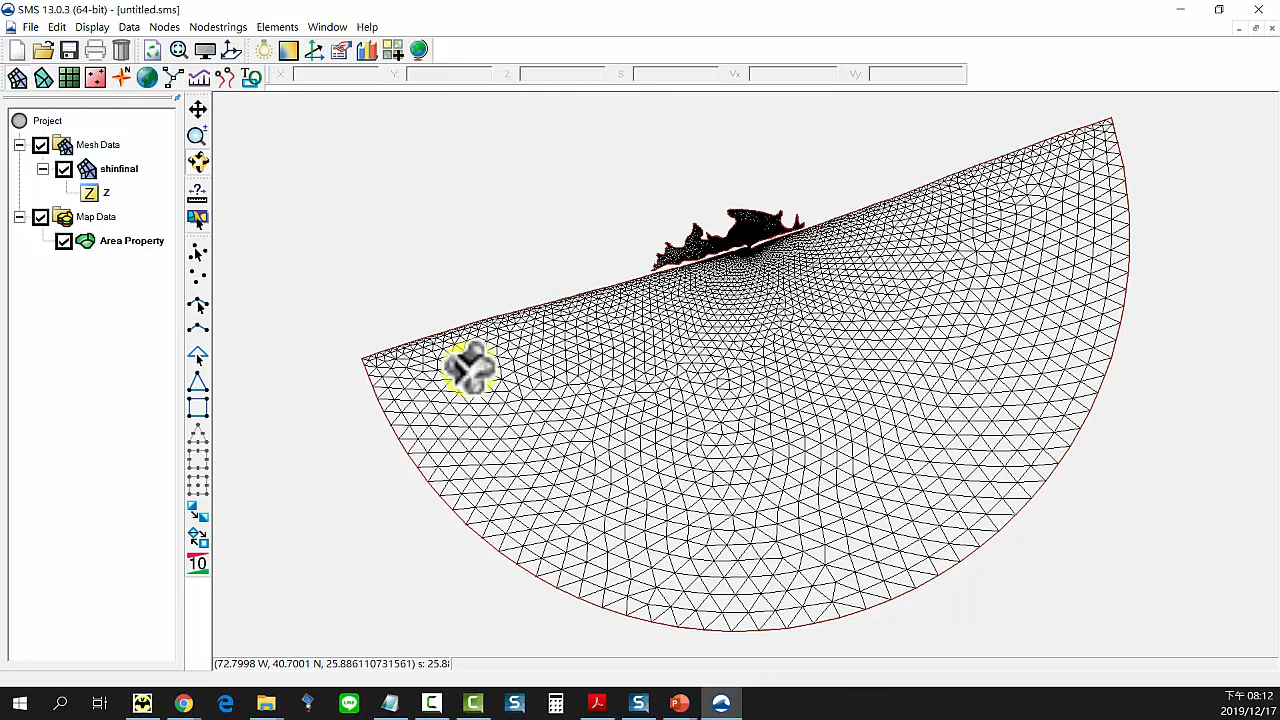 SMS 13.0.3 (64-bit) - [untitled.sms]
File Edit Display Data Nodes Nodestrings Elements Window Help
X: Y: Z: S: Vx: Vy:
Project
Mesh Data
shinfinal
Z Z
Map Data
Area Property
10
(72.7998 W, 40.7001 N, 25.886110731561) s: 25.8
下午 08:12
2019/12/17